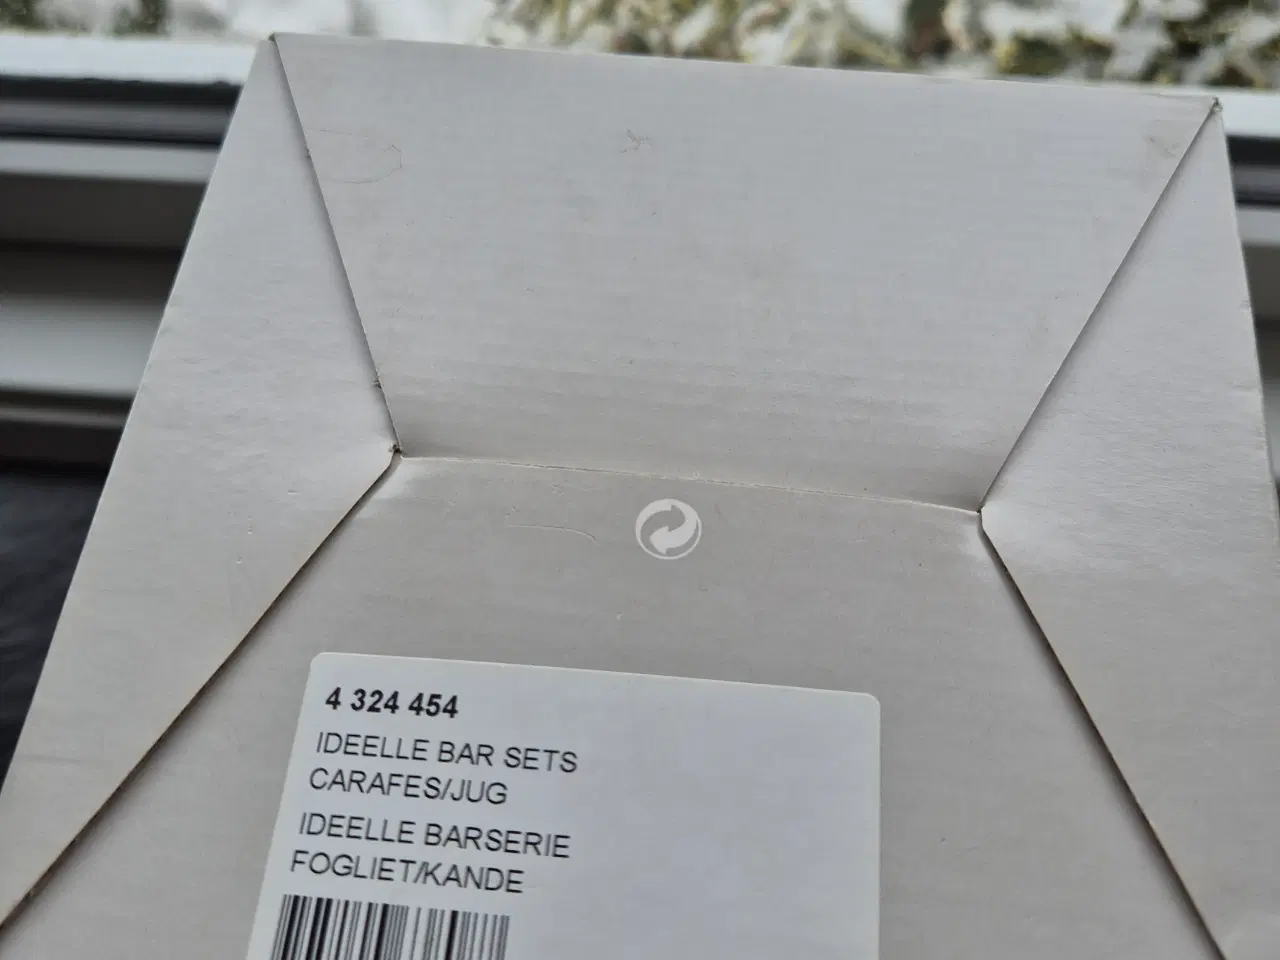 4 324 454
IDEELLE BAR SETS
CARAFES/JUG
IDEELLE BARSERIE
FOGLIET/KANDE